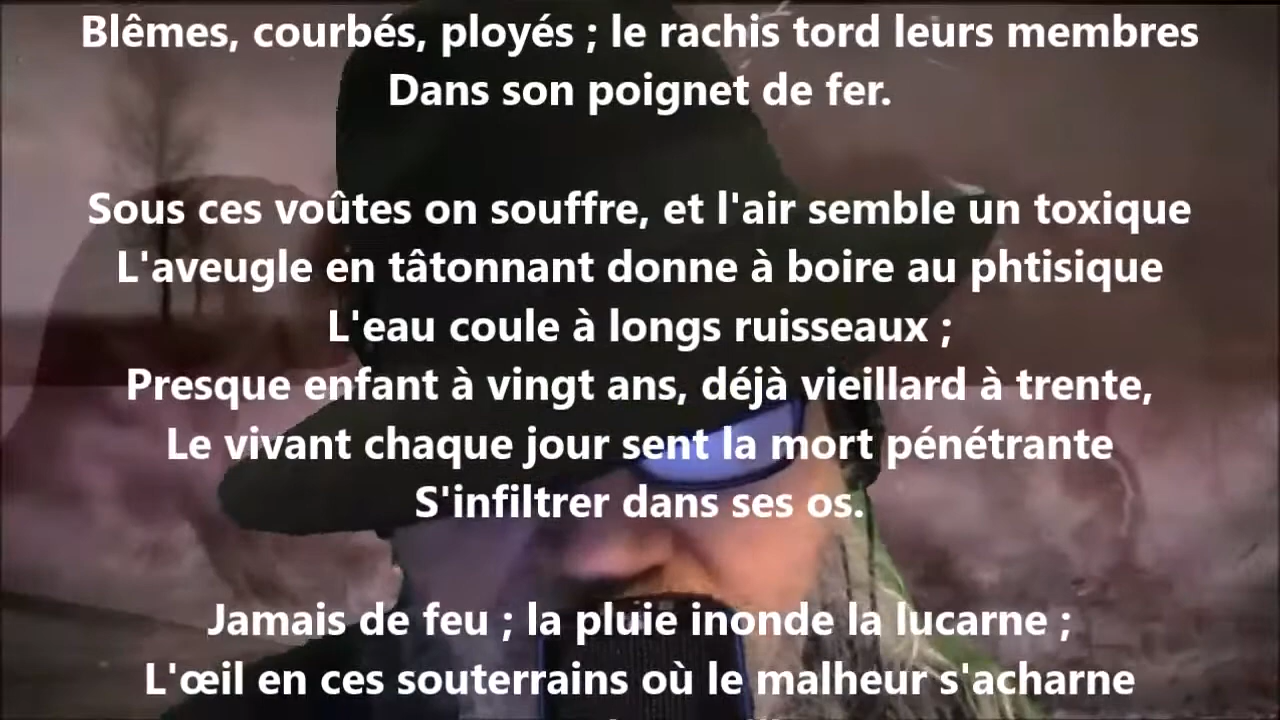 Blêmes, courbés, ployés ; le rachis tord leurs membres
Dans son poignet de fer.
Sous ces voûtes on souffre, et l'air semble un toxique
L'aveugle en tâtonnant donne à boire au phtisique
L'eau coule à longs ruisseaux ;
Presque enfant à vingt ans, déjà vieillard à trente,
Le vivant chaque jour sent la mort pénétrante
S'infiltrer dans ses os.
Jamais de feu ; la pluie inonde la lucarne ;
L'œil en ces souterrains où le malheur s'acharne